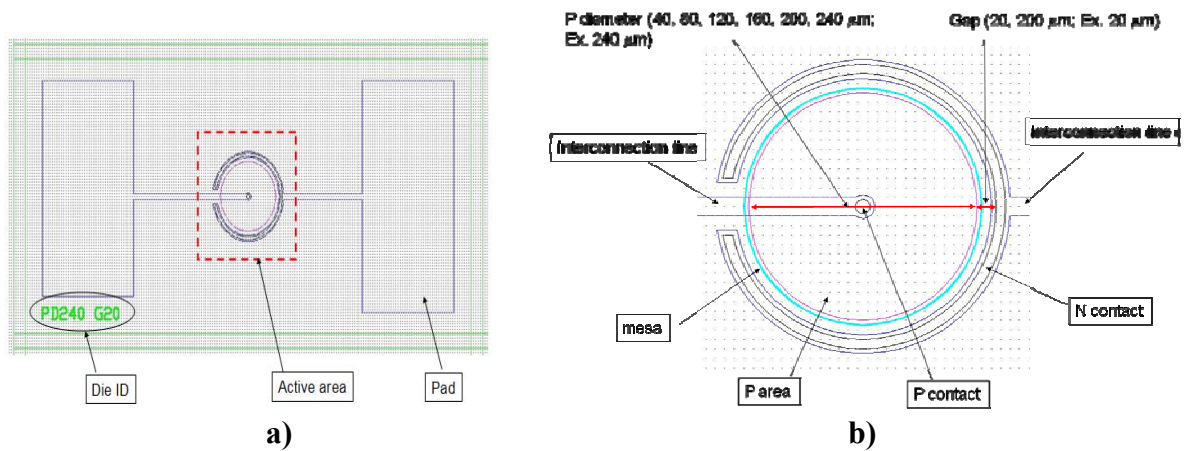 P diameter (40, 80, 120, 160, 200, 240 µm;
Ex. 240 µm)
Gap (20, 200 µm; Ex. 20 µm)
Interconnection line
Interconnection line
PD240 G20
mesa
N contact
Die ID
Active area
Pad
P area
P contact
a)
b)